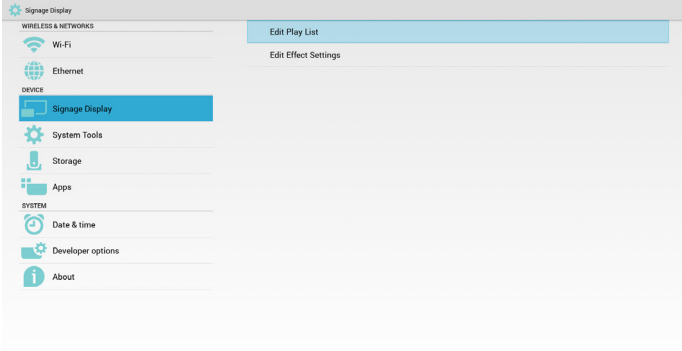 Signage Display
WIRELESS & NETWORKS
Wi-Fi
Ethernet
DEVICE
Signage Display
System Tools
Storage
Apps
SYSTEM
Date & time
Developer options
About
Edit Play List
Edit Effect Settings